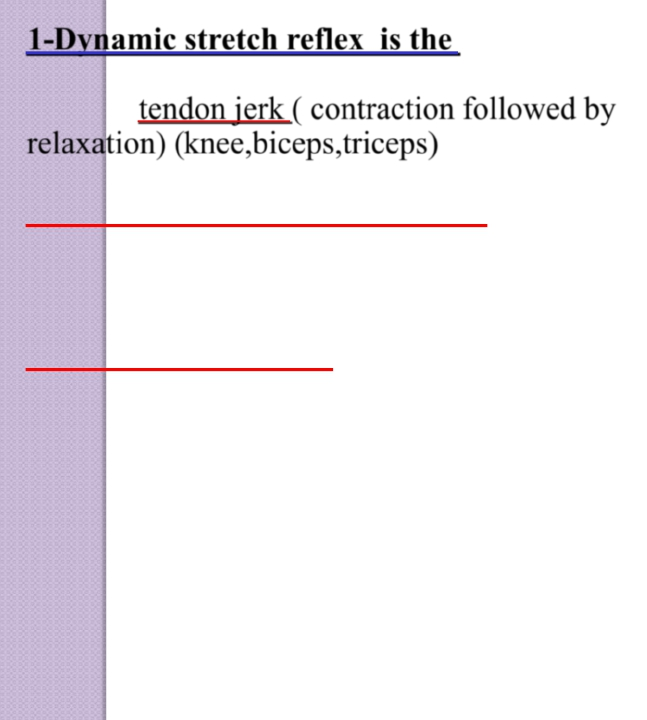 1-Dynamic stretch reflex is the
tendon jerk ( contraction followed by
relaxation) (knee,biceps,triceps)